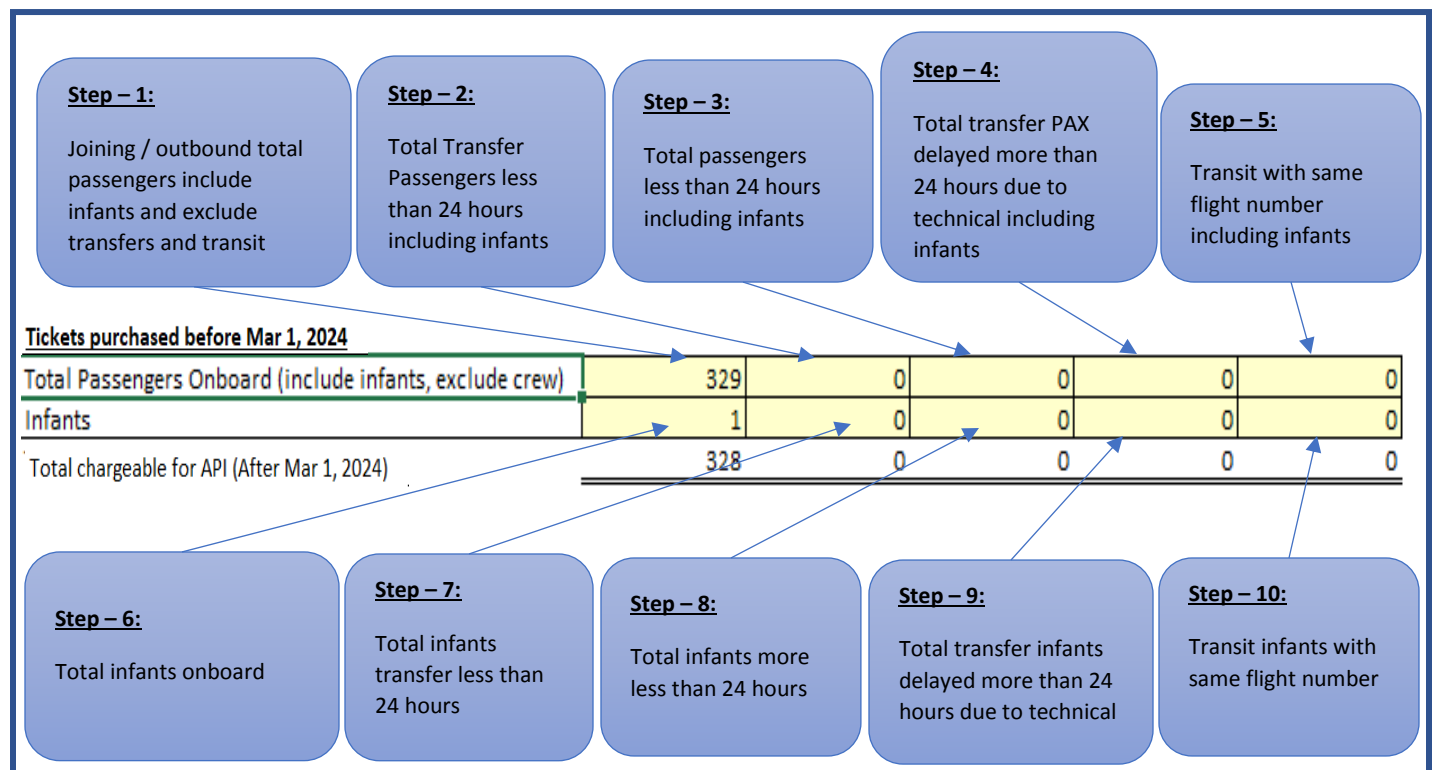 Step – 1:
Joining / outbound total
passengers include
infants and exclude
transfers and transit
Step – 2:
Total Transfer
Passengers less
than 24 hours
including infants
Step – 3:
Total passengers
less than 24 hours
including infants
Step – 4:
Total transfer PAX
delayed more than
24 hours due to
technical including
infants
Step – 5:
Transit with same
flight number
including infants
Tickets purchased before Mar 1, 2024
Total Passengers Onboard (include infants, exclude crew) 329 0 0 0 0
Infants 1 0 0 0 0
Total chargeable for API (After Mar 1, 2024) 328 0 0 0 0
Step – 6:
Total infants onboard
Step – 7:
Total infants
transfer less than
24 hours
Step – 8:
Total infants more
less than 24 hours
Step – 9:
Total transfer infants
delayed more than 24
hours due to technical
Step – 10:
Transit infants with
same flight number